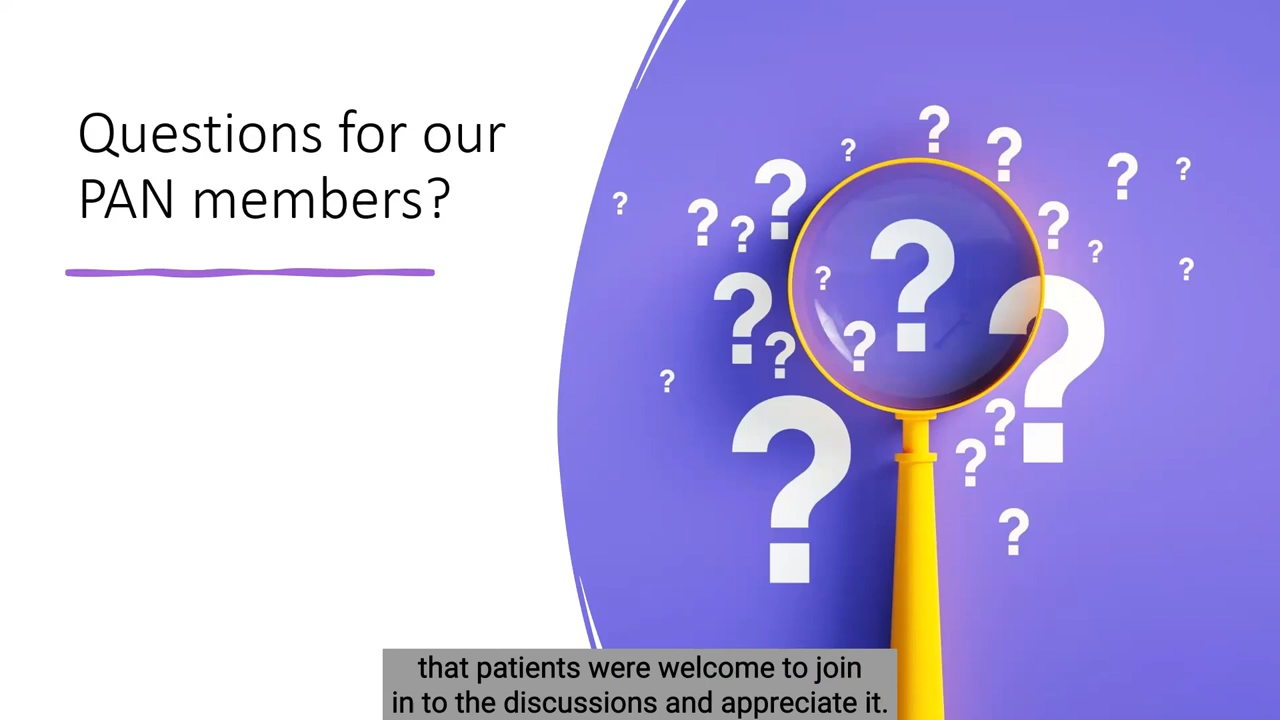 Questions for our
PAN members?
? ? ? ? ? ? ? ? ? ? ? ? ? ? ? ? ? ? ? ? ? ? ? ?
that patients were welcome to join
in to the discussions and appreciate it.